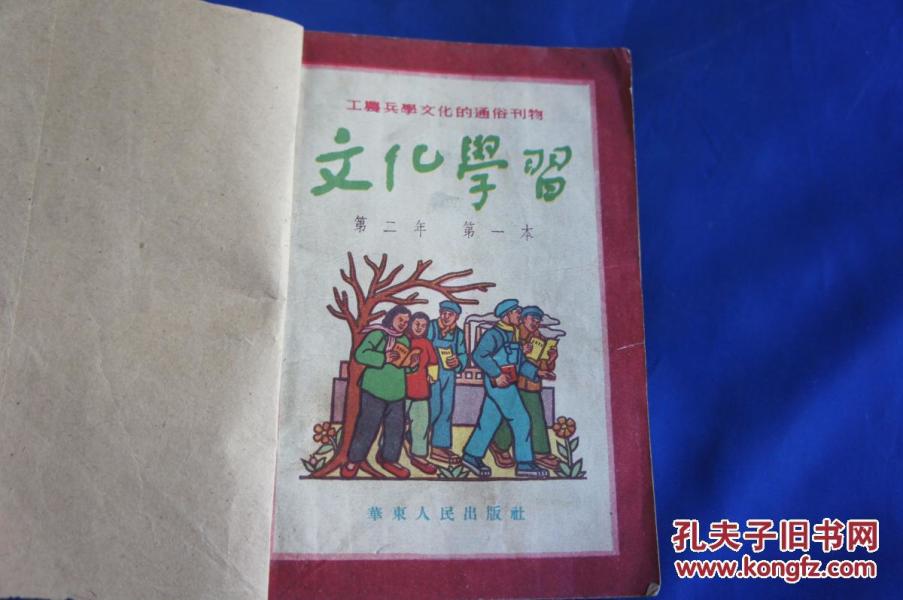 工農兵學文化的通俗刊物
文化學習
第二年 第一本
華東人民出版社
孔夫子旧书网
www.kongfz.com